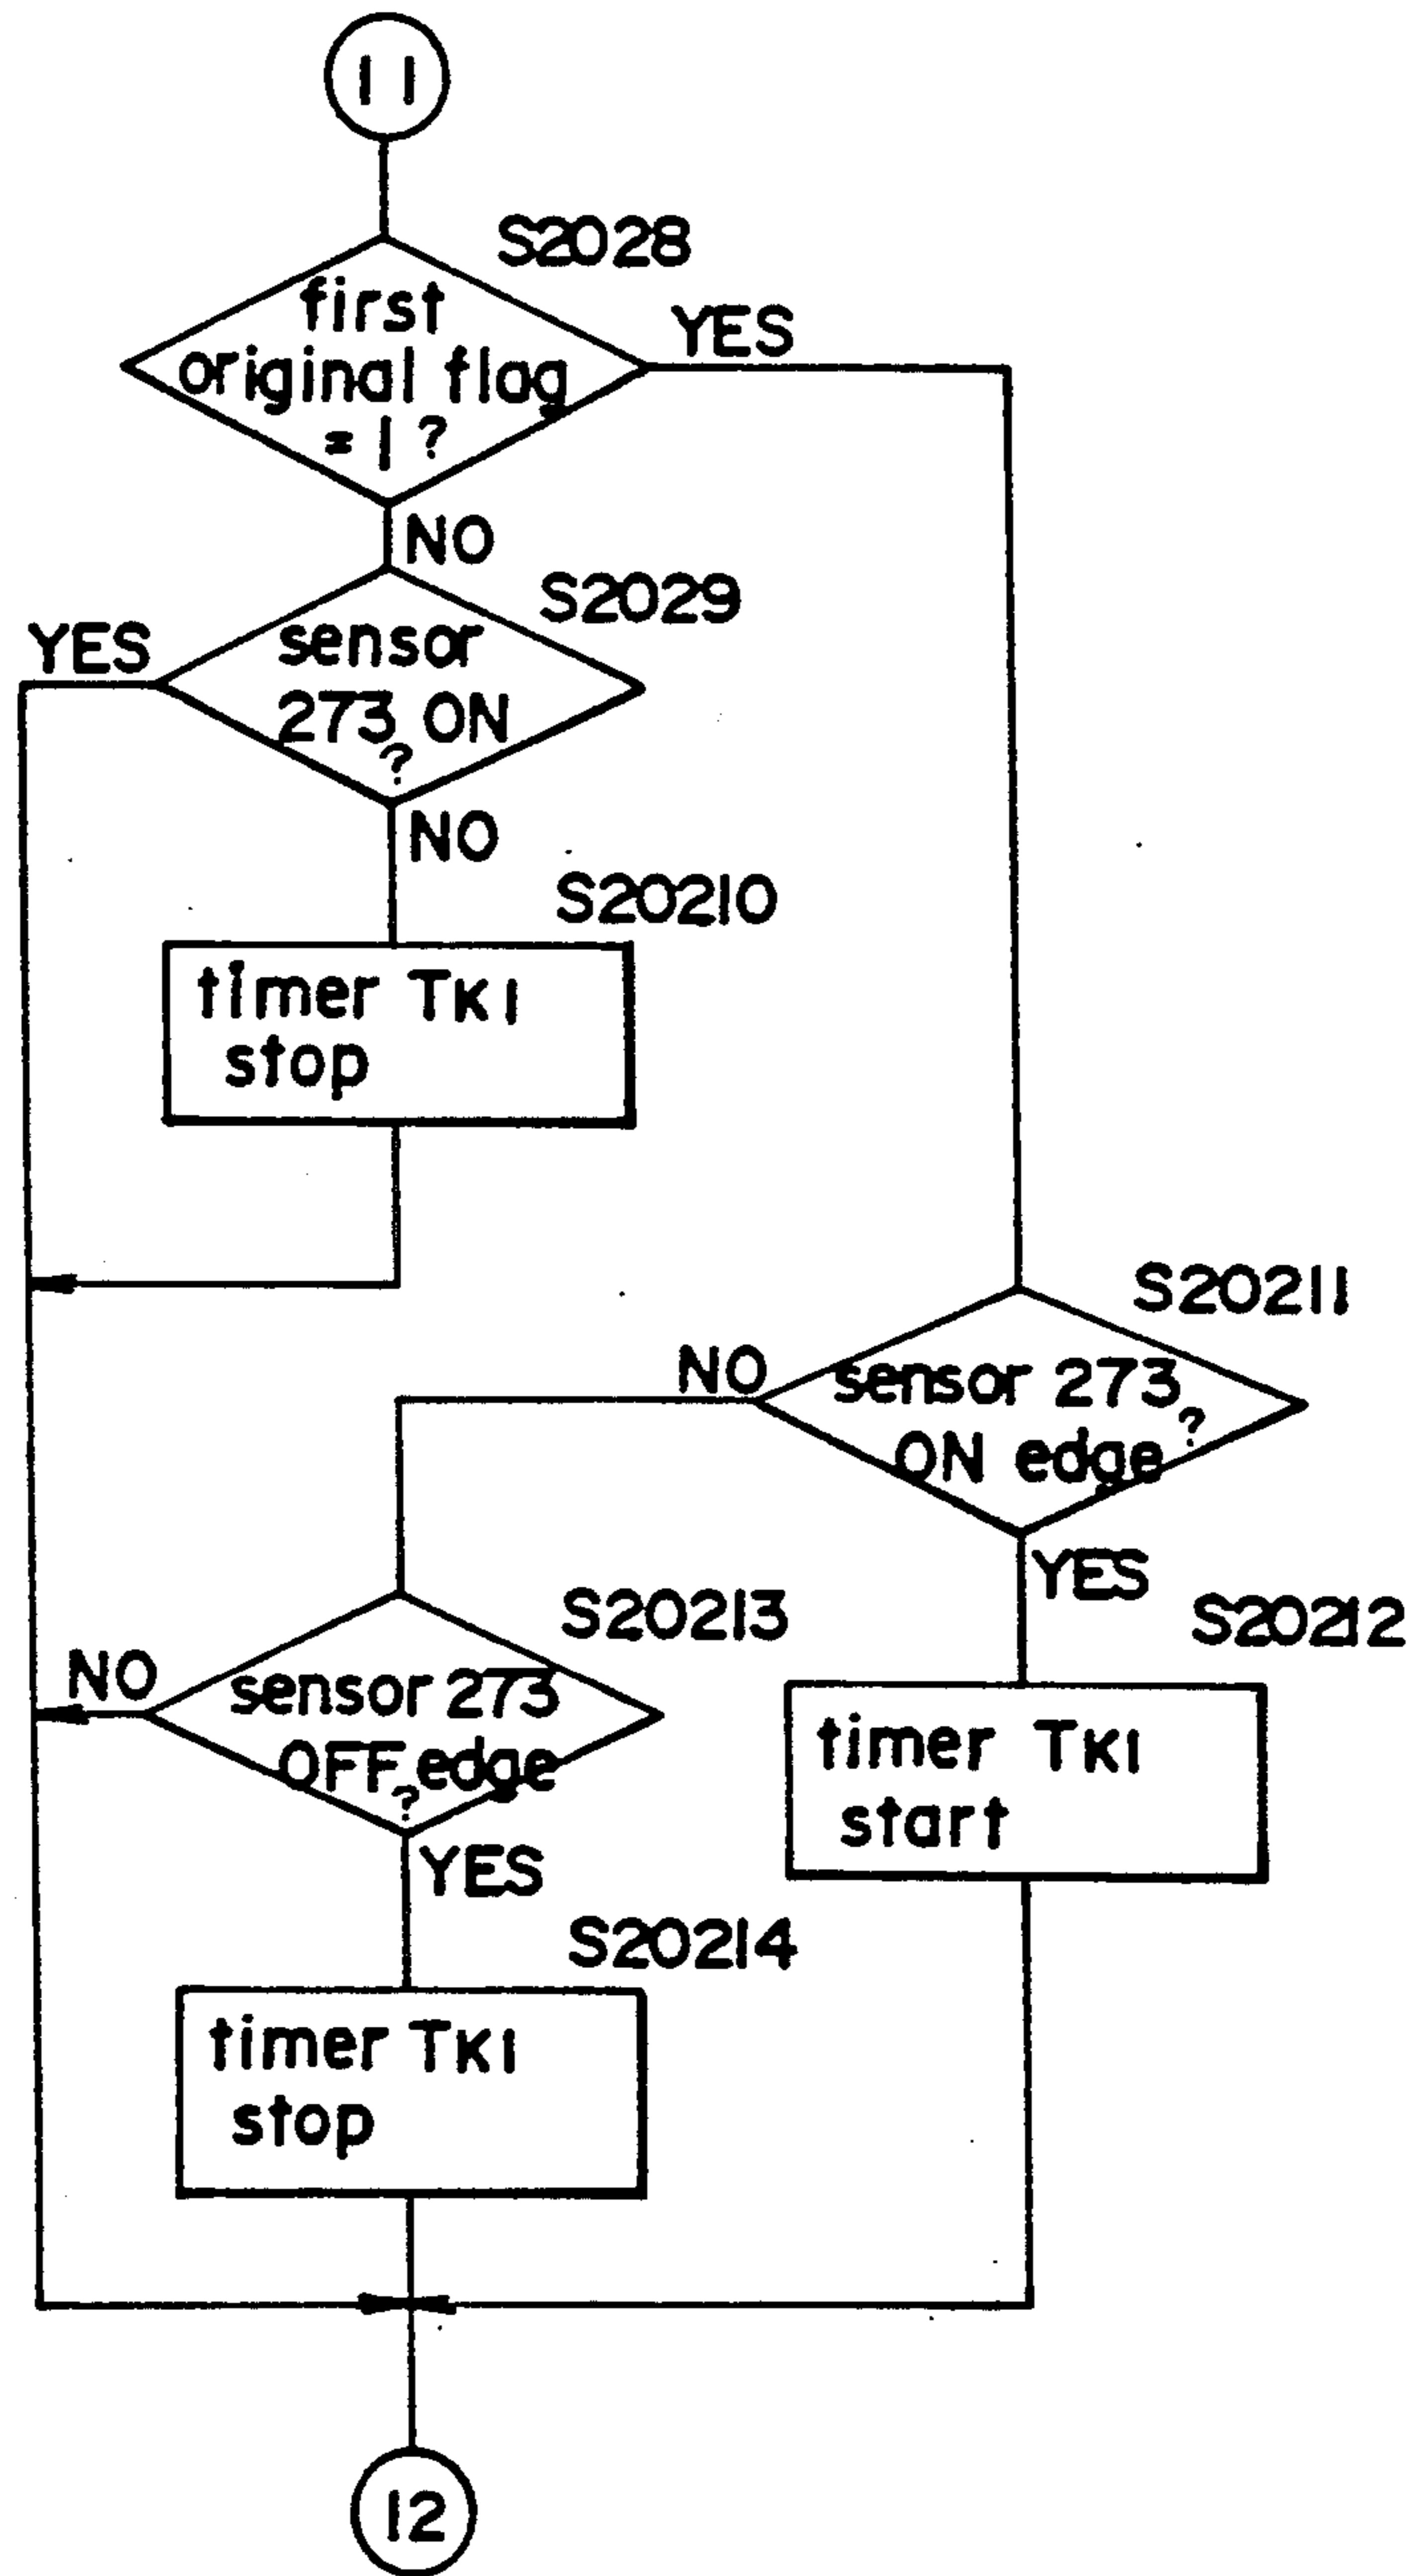 11
S2028
first
original flag
= 1 ?
YES
NO
S2029
YES
sensor
273 ON
?
NO
S20210
timer TK1
stop
S20211
NO
sensor 273
ON edge ?
YES
S20212
timer TK1
start
S20213
NO
sensor 273
OFF edge
?
YES
S20214
timer TK1
stop
12